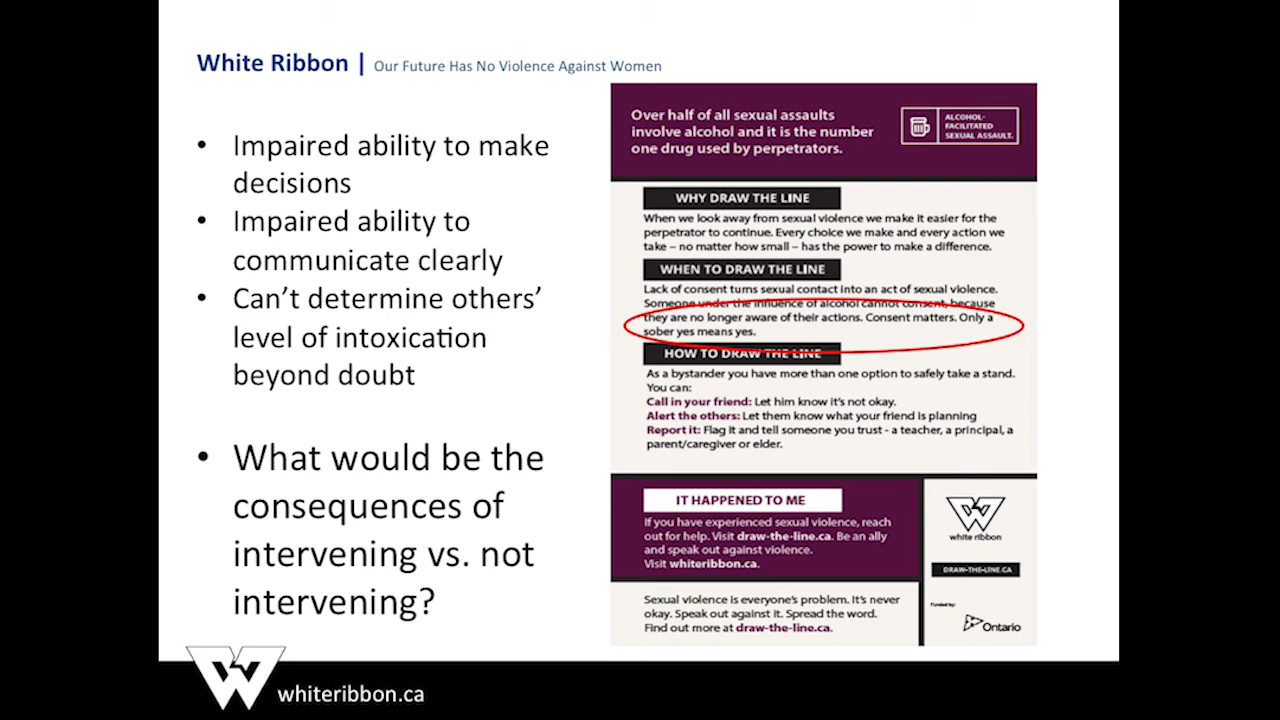 White Ribbon | Our Future Has No Violence Against Women
• Impaired ability to make
decisions
• Impaired ability to
communicate clearly
• Can't determine others'
level of intoxication
beyond doubt
• What would be the
consequences of
intervening vs. not
intervening?
Over half of all sexual assaults
involve alcohol and it is the number
one drug used by perpetrators.
ALCOHOL-
FACILITATED
SEXUAL ASSAULT.
WHY DRAW THE LINE
When we look away from sexual violence we make it easier for the
perpetrator to continue. Every choice we make and every action we
take – no matter how small – has the power to make a difference.
WHEN TO DRAW THE LINE
Lack of consent turns sexual contact into an act of sexual violence.
Someone under the influence of alcohol cannot consent, because
they are no longer aware of their actions. Consent matters. Only a
sober yes means yes.
HOW TO DRAW THE LINE
As a bystander you have more than one option to safely take a stand.
You can:
Call in your friend: Let him know it's not okay.
Alert the others: Let them know what your friend is planning
Report it: Flag it and tell someone you trust - a teacher, a principal, a
parent/caregiver or elder.
IT HAPPENED TO ME
If you have experienced sexual violence, reach
out for help. Visit draw-the-line.ca. Be an ally
and speak out against violence.
Visit whiteribbon.ca.
white ribbon
DRAW-THE-LINE.CA
Funded by:
Ontario
Sexual violence is everyone's problem. It's never
okay. Speak out against it. Spread the word.
Find out more at draw-the-line.ca.
whiteribbon.ca